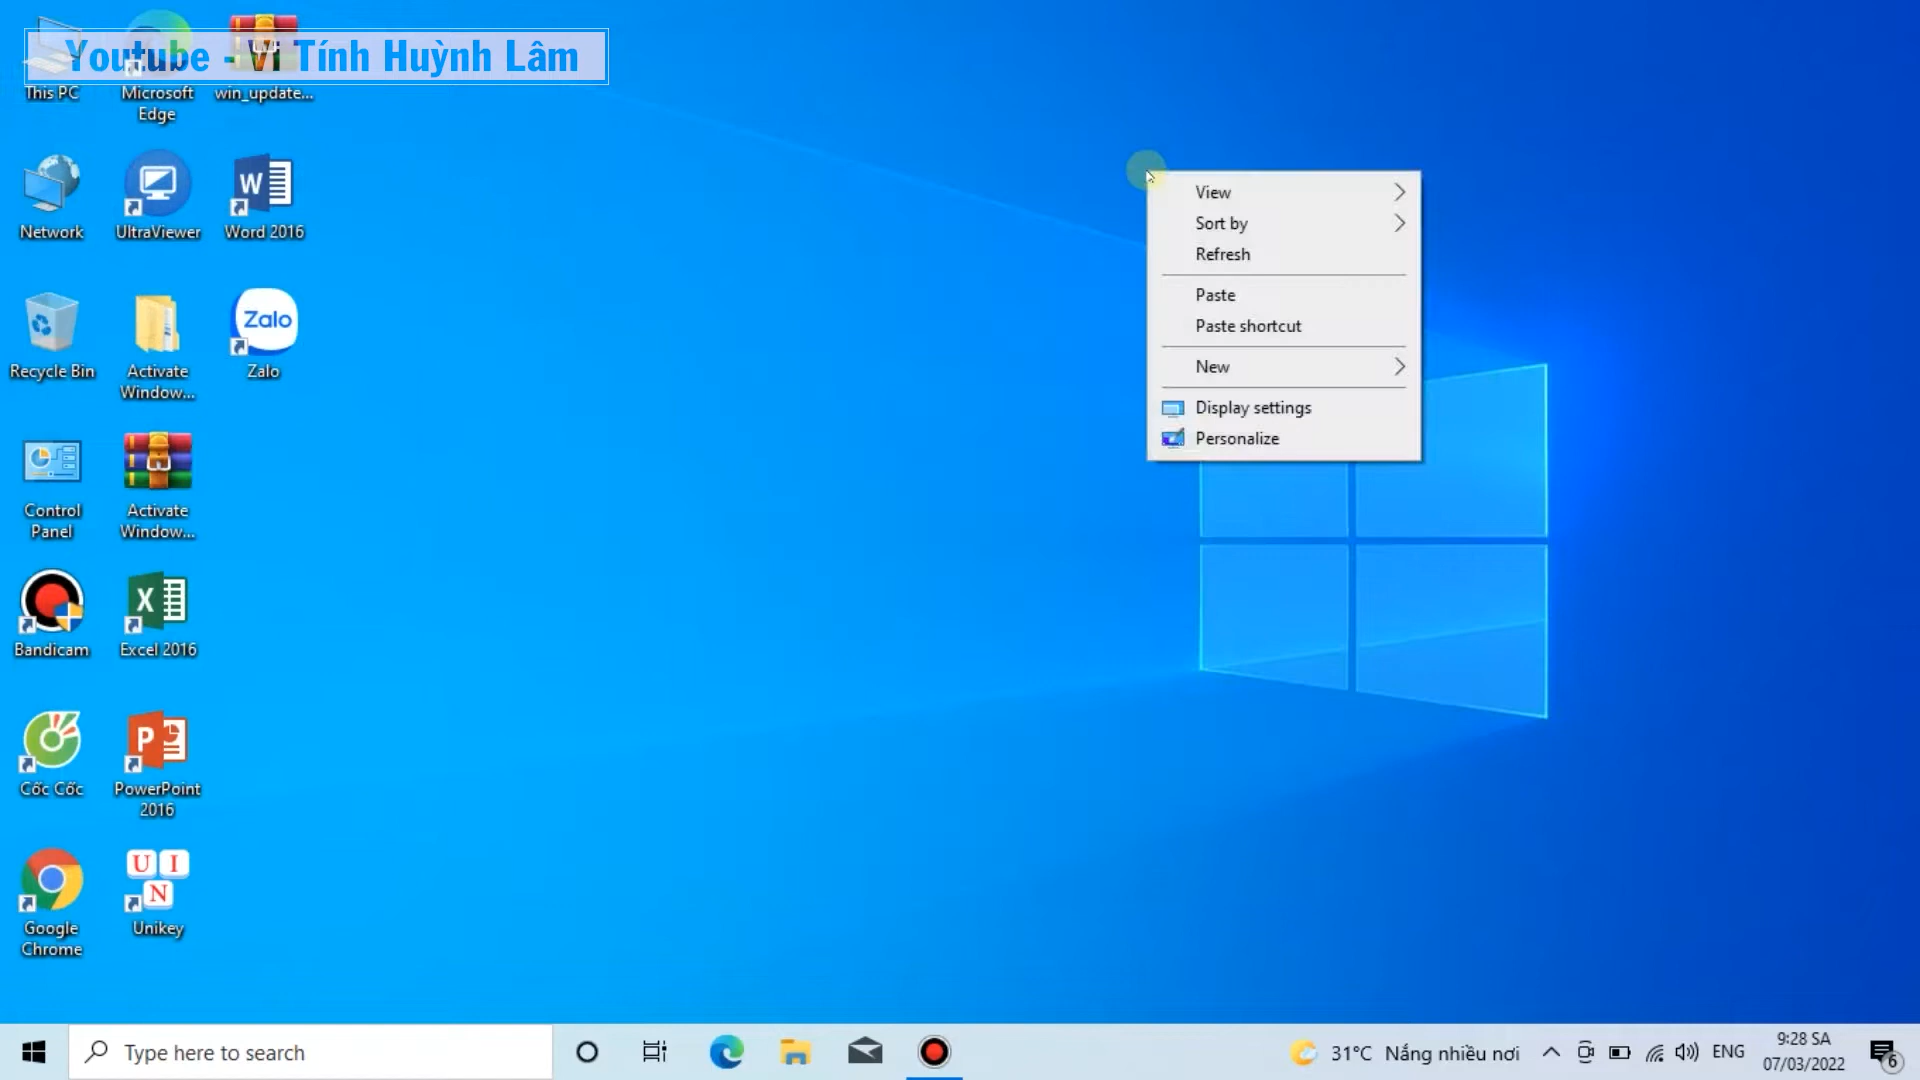 Youtube - Vi Tính Huỳnh Lâm
This PC
Microsoft
Edge
win_update...
Network
UltraViewer
Word 2016
Recycle Bin
Activate
Window...
Zalo
Zalo
Control
Panel
Activate
Window...
Bandicam
Excel 2016
Cốc Cốc
PowerPoint
2016
Google
Chrome
U I
N
Unikey
View
Sort by
Refresh
Paste
Paste shortcut
New
Display settings
Personalize
Type here to search
31°C Nắng nhiều nơi
ENG
9:28 SA
07/03/2022
6